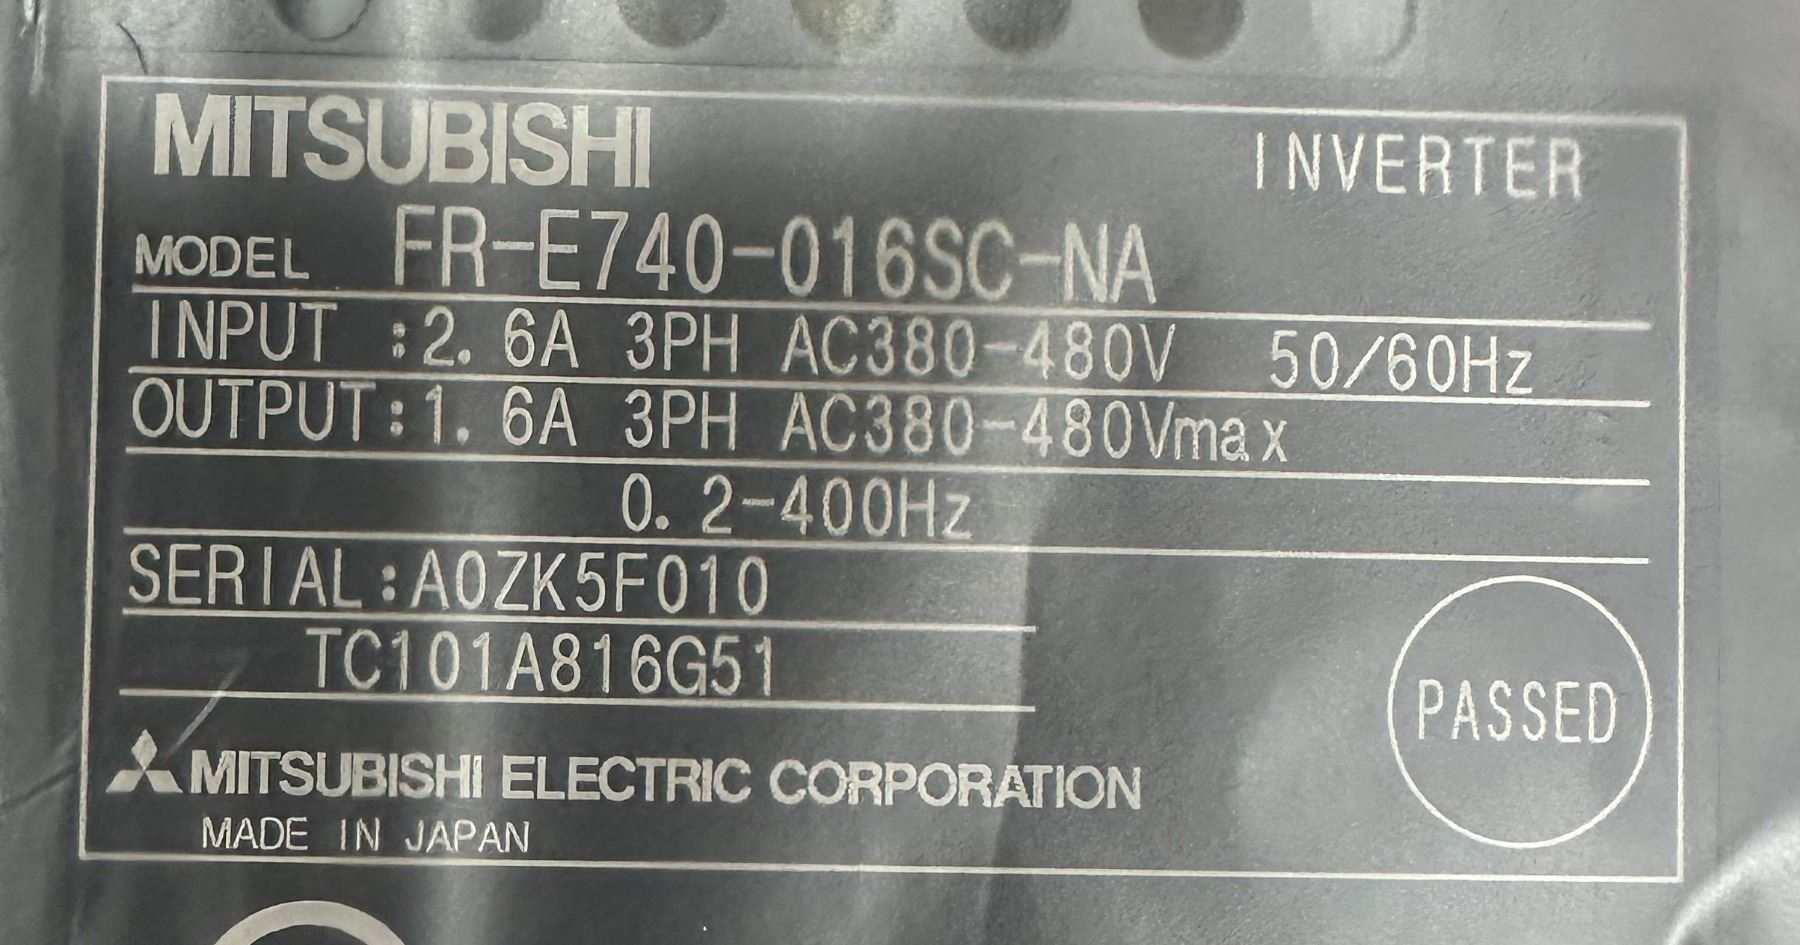 MITSUBISHI INVERTER
MODEL FR-E740-016SC-NA
INPUT :2.6A 3PH AC380-480V 50/60Hz
OUTPUT:1.6A 3PH AC380-480Vmax
0.2-400Hz
SERIAL:A0ZK5F010
TC101A816G51
PASSED
MITSUBISHI ELECTRIC CORPORATION
MADE IN JAPAN